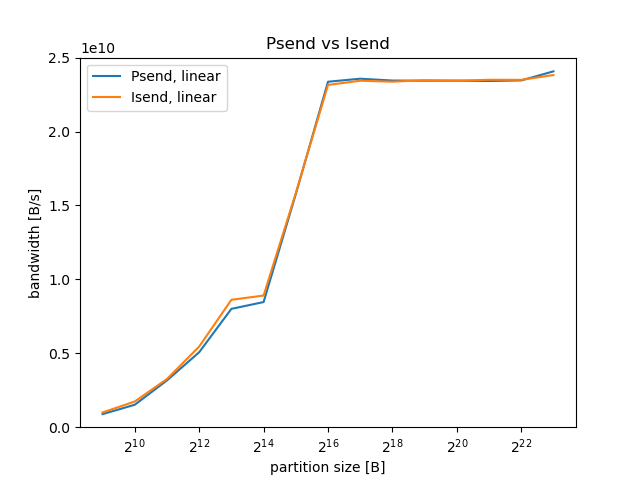 Psend vs Isend
1e10
Psend, linear
Isend, linear
2.5
2.0
1.5
1.0
0.5
0.0
bandwidth [B/s]
2^10 2^12 2^14 2^16 2^18 2^20 2^22
partition size [B]